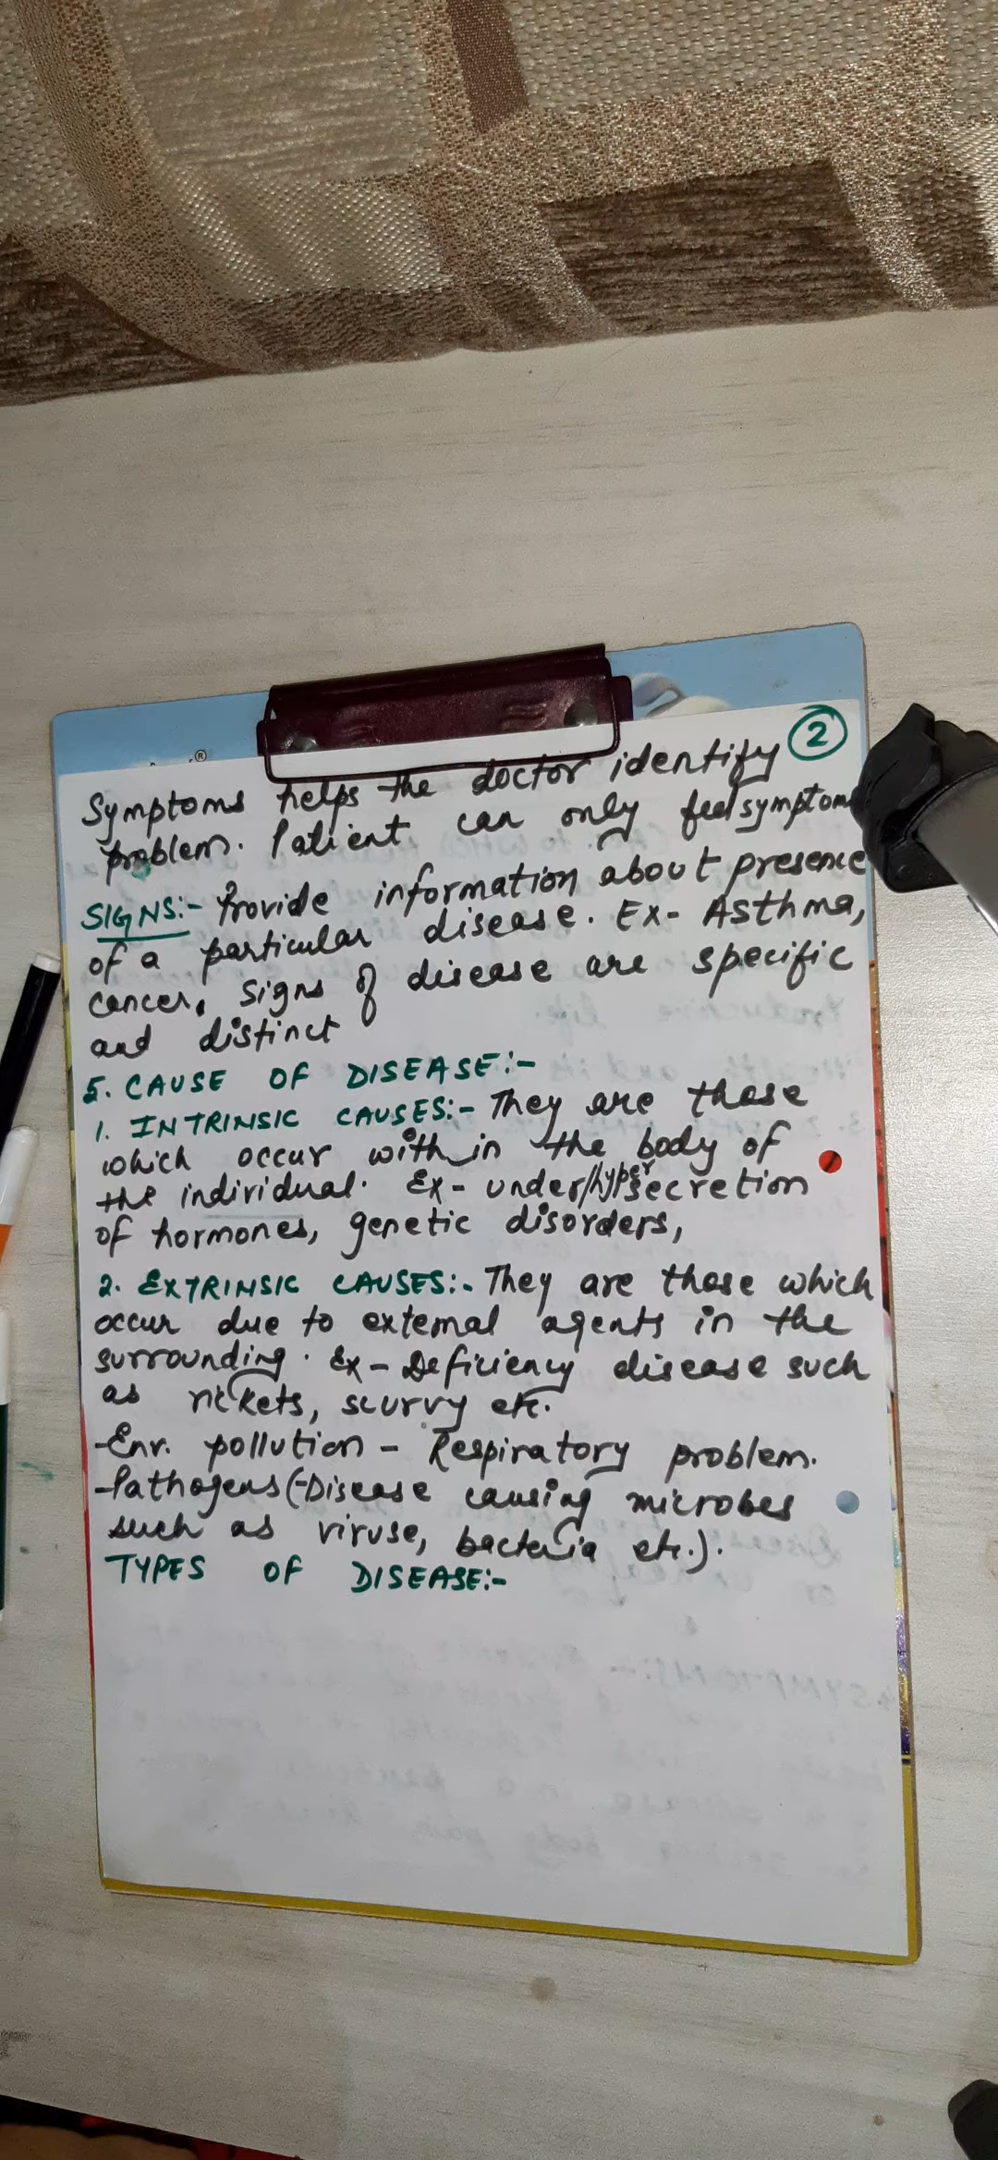 2
Symptoms helps the doctor identify
problem. Patient can only feel symptoms
SIGNS:- Provide information about presence
of a particular disease. Ex- Asthma,
cancer, signs of disease are specific
and distinct
5. CAUSE OF DISEASE:-
1. INTRINSIC CAUSES:- They are those
which occur within the body of
the individual. Ex- under/hyper secretion
of hormones, genetic disorders,
2. EXTRINSIC CAUSES:- They are those which
occur due to external agents in the
surrounding. Ex- Deficiency disease such
as rickets, scurvy etc.
-Env. pollution - Respiratory problem.
-Pathogens (-Disease causing microbes
such as viruse, bacteria etc.).
TYPES OF DISEASE:-